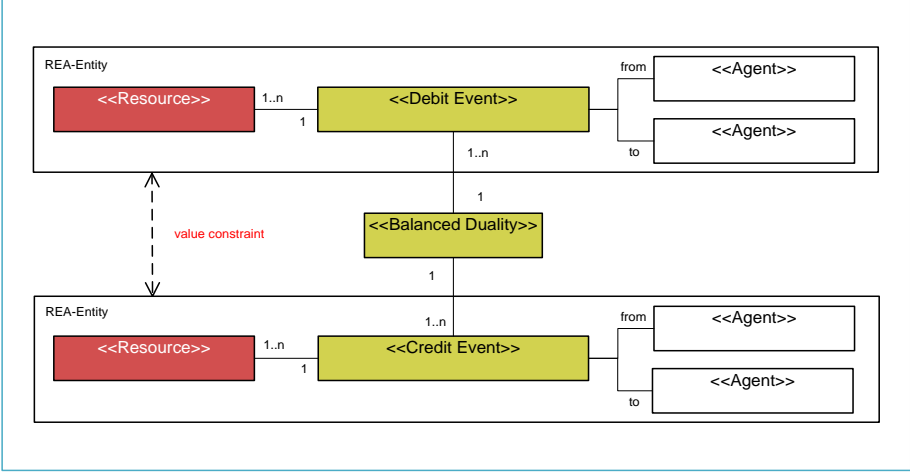 REA-Entity
<<Resource>>
1..n
1
<<Debit Event>>
from
<<Agent>>
to
<<Agent>>
1..n
1
<<Balanced Duality>>
value constraint
1
1..n
REA-Entity
<<Resource>>
1..n
1
<<Credit Event>>
from
<<Agent>>
to
<<Agent>>